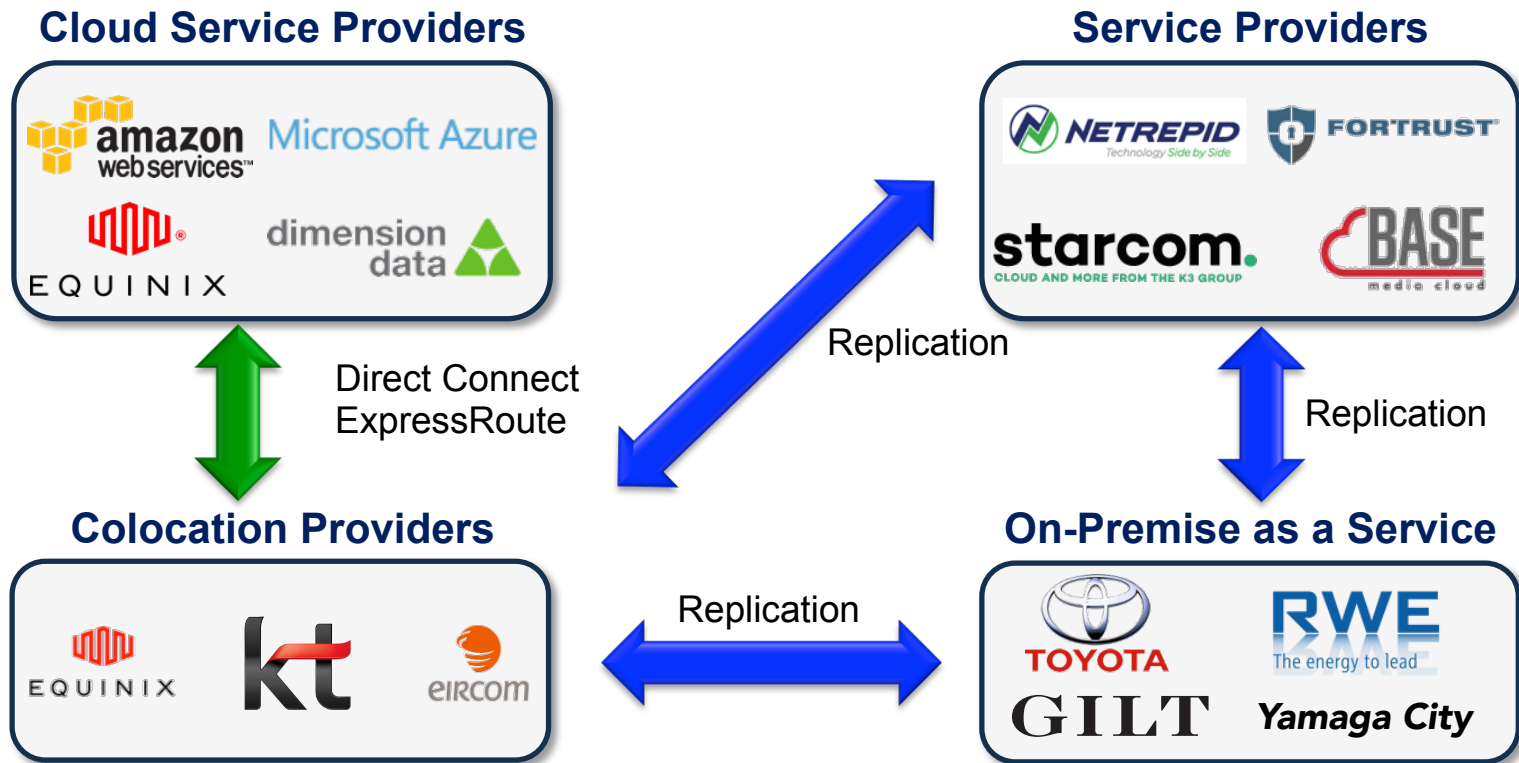 Cloud Service Providers
amazon
web services™
Microsoft Azure
EQUINIX
dimension
data
Service Providers
NETREPID
Technology Side by Side
FORTRUST
starcom.
CLOUD AND MORE FROM THE K3 GROUP
BASE
media cloud
Direct Connect
ExpressRoute
Replication
Replication
Colocation Providers
EQUINIX
kt
eircom
Replication
On-Premise as a Service
TOYOTA
RWE
The energy to lead
GILT
Yamaga City